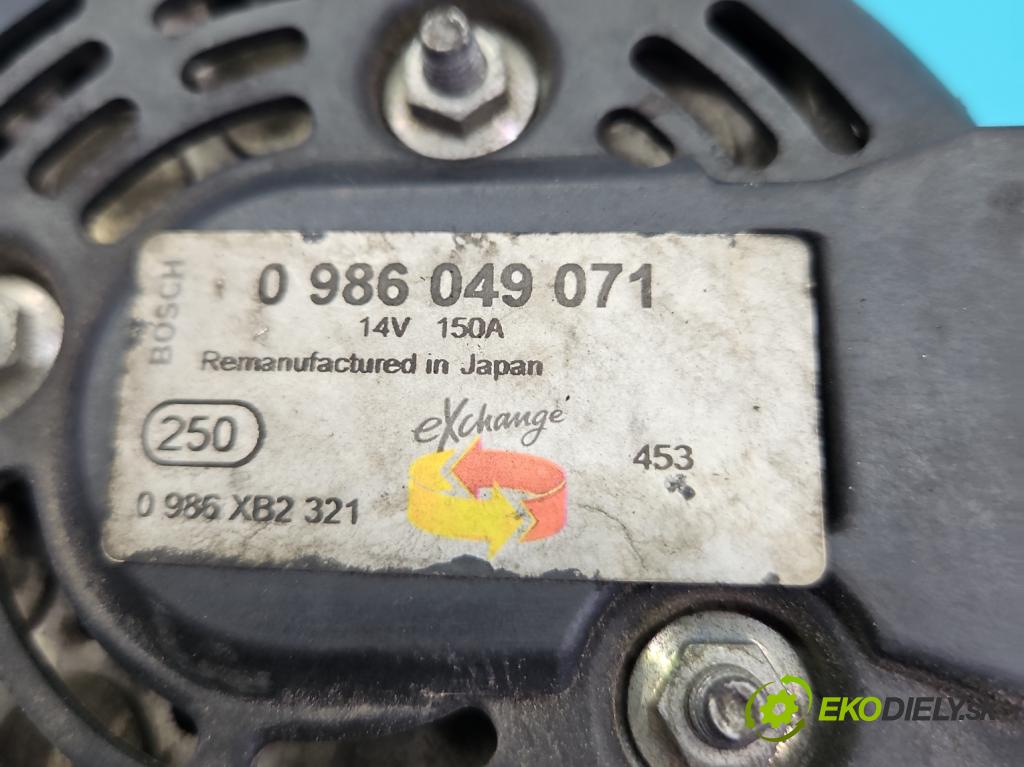 BOSCH
0 986 049 071
14V 150A
Remanufactured in Japan
250
eXchange
453
0 986 XB2 321
EKODIELY.SK